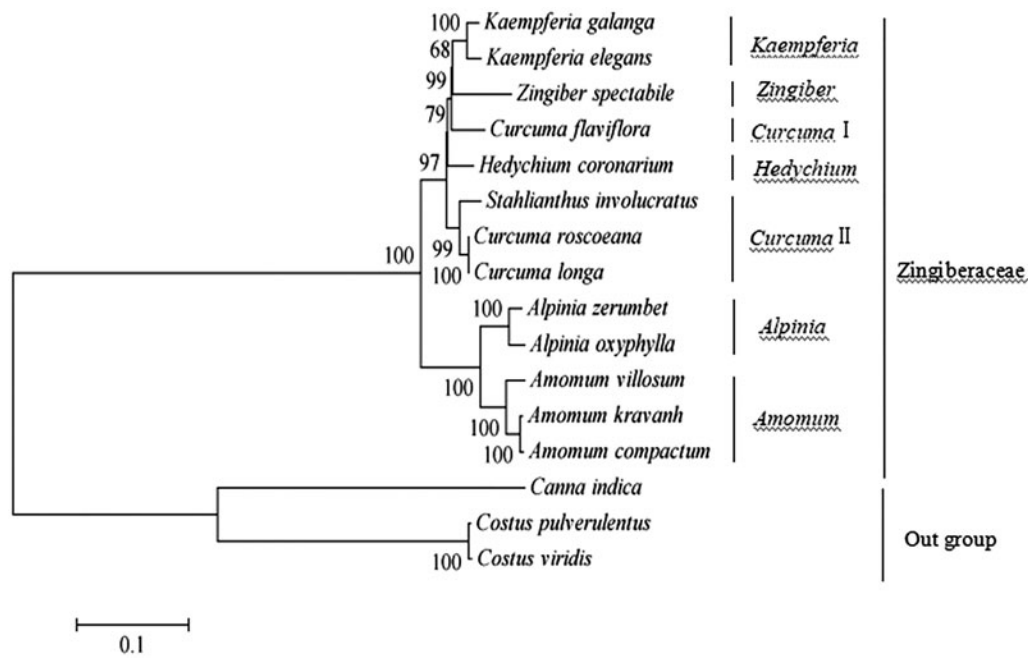 100
Kaempferia galanga
68
Kaempferia elegans
Kaempferia
99
Zingiber spectabile
Zingiber
79
Curcuma flaviflora
Curcuma I
97
Hedychium coronarium
Hedychium
Stahlianthus involucratus
Curcuma roscoeana
Curcuma II
100
99
100
Curcuma longa
Zingiberaceae
100
Alpinia zerumbet
Alpinia
Alpinia oxyphylla
100
Amomum villosum
Amomum kravanh
Amomum
100
100
Amomum compactum
Canna indica
Costus pulverulentus
Out group
100
Costus viridis
0.1